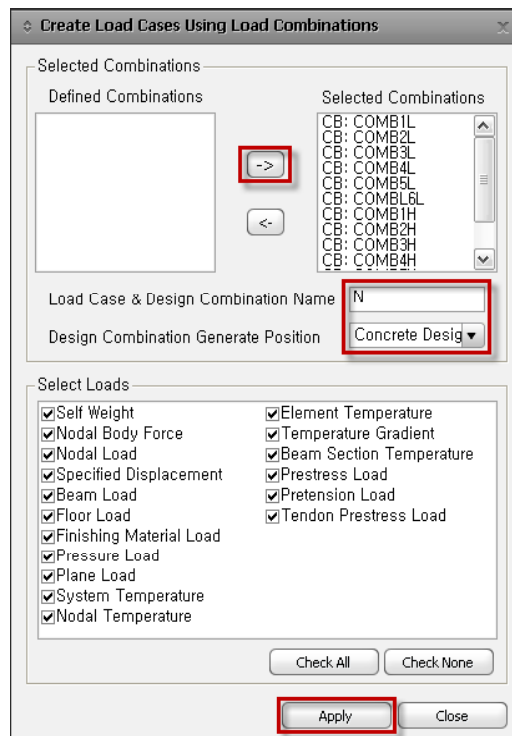 Create Load Cases Using Load Combinations
Selected Combinations
Defined Combinations
Selected Combinations
CB: COMB1L
CB: COMB2L
CB: COMB3L
CB: COMB4L
CB: COMB5L
CB: COMBL6L
CB: COMB1H
CB: COMB2H
CB: COMB3H
CB: COMB4H
->
<-
Load Case & Design Combination Name
N
Design Combination Generate Position
Concrete Desig
Select Loads
Self Weight
Nodal Body Force
Nodal Load
Specified Displacement
Beam Load
Floor Load
Finishing Material Load
Pressure Load
Plane Load
System Temperature
Nodal Temperature
Element Temperature
Temperature Gradient
Beam Section Temperature
Prestress Load
Pretension Load
Tendon Prestress Load
Check All
Check None
Apply
Close